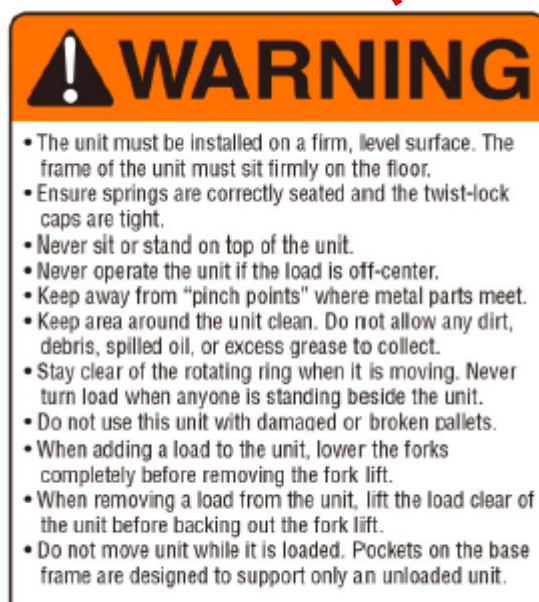 WARNING
• The unit must be installed on a firm, level surface. The
frame of the unit must sit firmly on the floor.
• Ensure springs are correctly seated and the twist-lock
caps are tight.
• Never sit or stand on top of the unit.
• Never operate the unit if the load is off-center.
• Keep away from “pinch points” where metal parts meet.
• Keep area around the unit clean. Do not allow any dirt,
debris, spilled oil, or excess grease to collect.
• Stay clear of the rotating ring when it is moving. Never
turn load when anyone is standing beside the unit.
• Do not use this unit with damaged or broken pallets.
• When adding a load to the unit, lower the forks
completely before removing the fork lift.
• When removing a load from the unit, lift the load clear of
the unit before backing out the fork lift.
• Do not move unit while it is loaded. Pockets on the base
frame are designed to support only an unloaded unit.